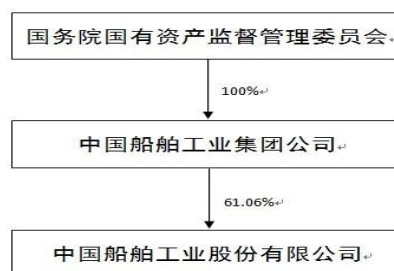 国务院国有资产监督管理委员会
100%
中国船舶工业集团公司
61.06%
中国船舶工业股份有限公司